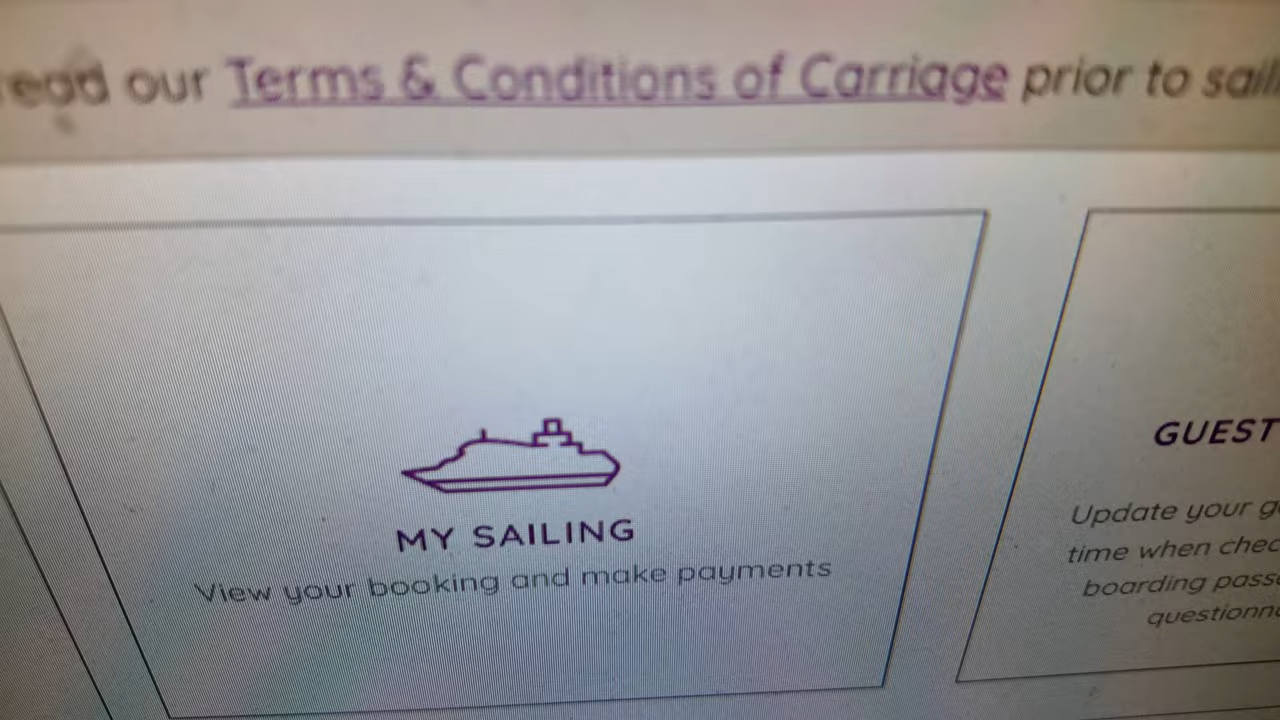 read our Terms & Conditions of Carriage prior to
MY SAILING
View your booking and make payments
GUEST
Update your
time when
boarding